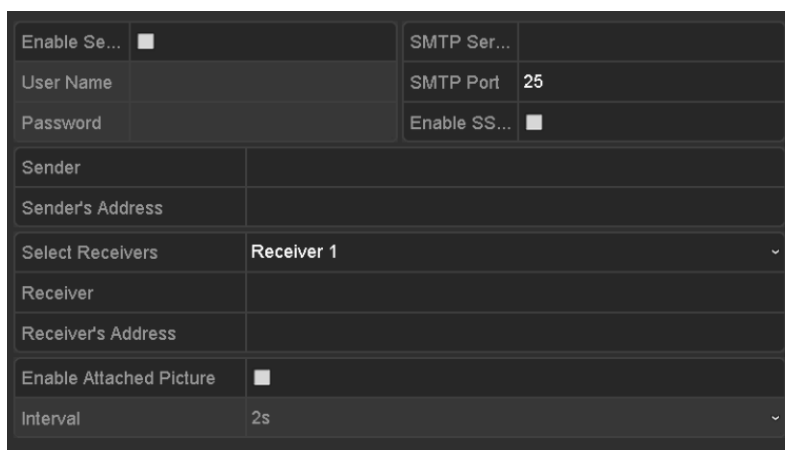 Enable Se...
SMTP Ser...
User Name
SMTP Port 25
Password
Enable SS...
Sender
Sender's Address
Select Receivers Receiver 1
Receiver
Receiver's Address
Enable Attached Picture
Interval 2s